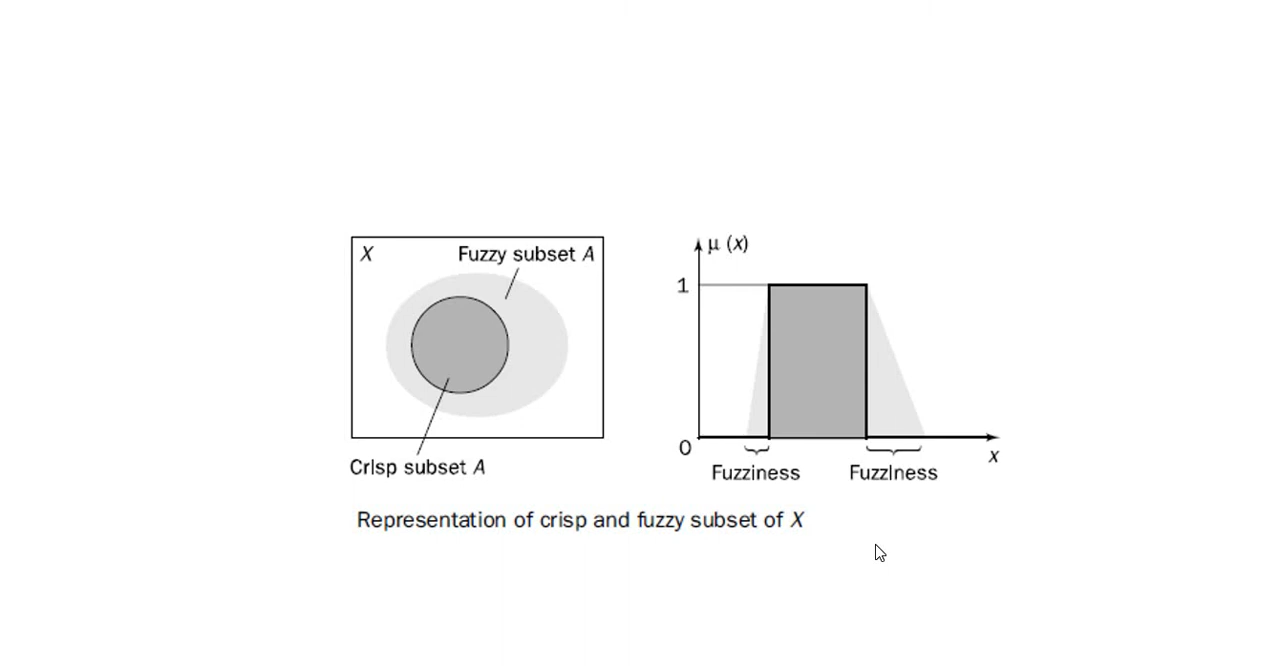 X
Fuzzy subset A
Crisp subset A
μ (x)
1
0
x
Fuzziness
Fuzziness
Representation of crisp and fuzzy subset of X